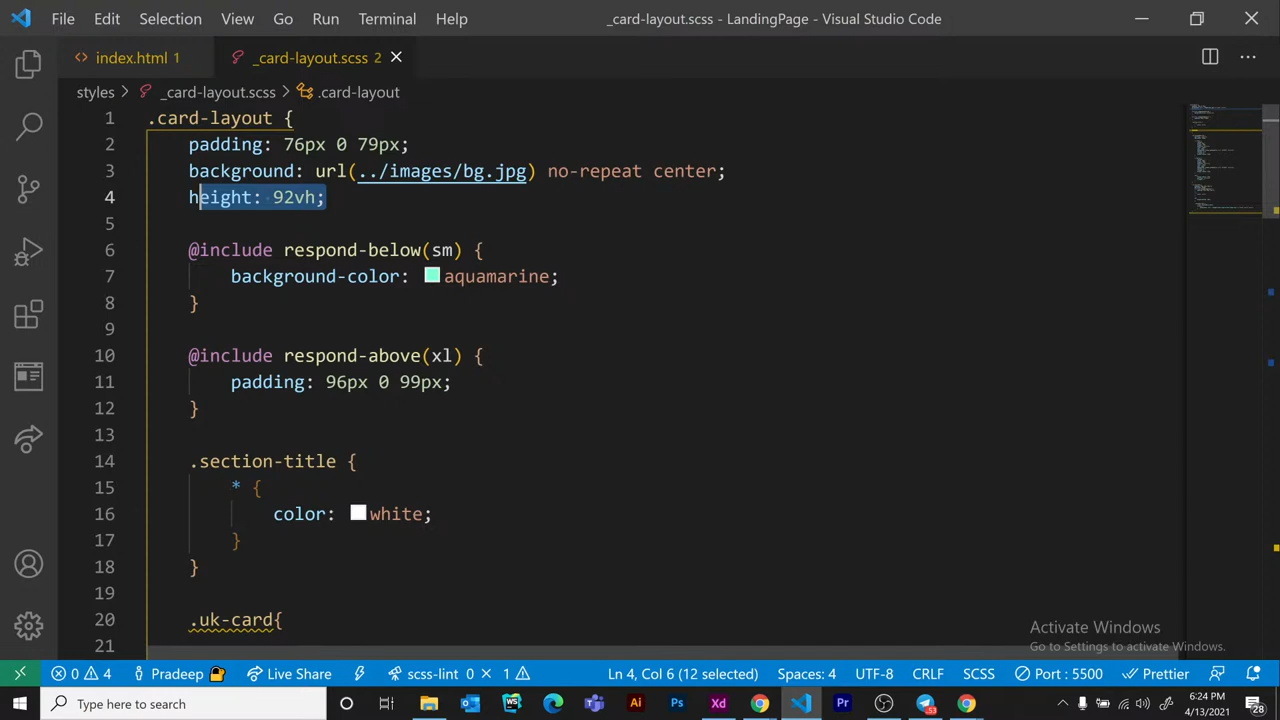 File Edit Selection View Go Run Terminal Help _card-layout.scss - LandingPage - Visual Studio Code
index.html 1 _card-layout.scss 2
styles > _card-layout.scss > .card-layout
1 .card-layout {
2 padding: 76px 0 79px;
3 background: url(../images/bg.jpg) no-repeat center;
4 height: 92vh;
5
6 @include respond-below(sm) {
7 background-color: aquamarine;
8 }
9
10 @include respond-above(xl) {
11 padding: 96px 0 99px;
12 }
13
14 .section-title {
15 * {
16 color: white;
17 }
18 }
19
20 .uk-card{
21
Activate Windows
Go to Settings to activate Windows.
0 4 Pradeep Live Share scss-lint 0 1 Ln 4, Col 6 (12 selected) Spaces: 4 UTF-8 CRLF SCSS Port : 5500 Prettier
Type here to search
Ai Ps Xd Pr 53
6:24 PM
4/13/2021
28